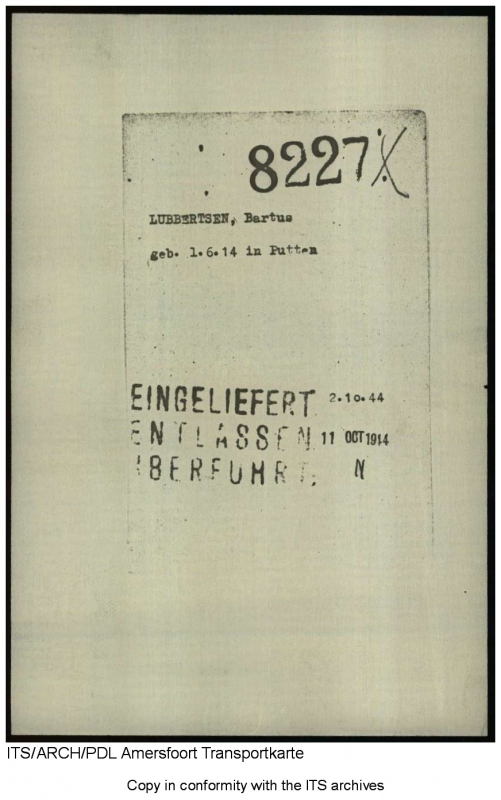 8227 X
LUBBERTSEN, Bartus
geb. 1.6.14 in Putten
EINGELIEFERT 2.10.44
ENTLASSEN 11 OCT 1944
ÜBERFÜHRT: N
ITS/ARCH/PDL Amersfoort Transportkarte
Copy in conformity with the ITS archives